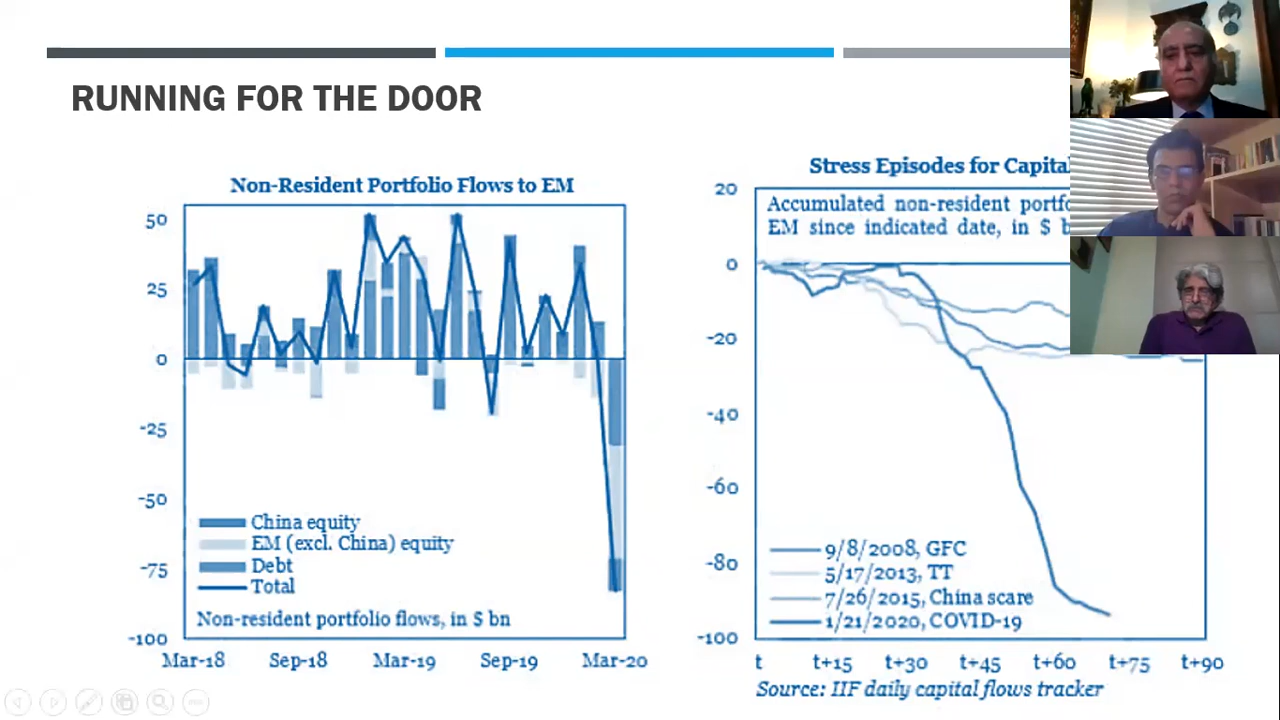 RUNNING FOR THE DOOR
Non-Resident Portfolio Flows to EM
50
25
0
-25
-50
-75
-100
China equity
EM (excl. China) equity
Debt
Total
Non-resident portfolio flows, in $ bn
Mar-18 Sep-18 Mar-19 Sep-19 Mar-20
Stress Episodes for Capital
20
0
-20
-40
-60
-80
-100
Accumulated non-resident
EM since indicated date, in $
9/8/2008, GFC
5/17/2013, TT
7/26/2015, China scare
1/21/2020, COVID-19
t t+15 t+30 t+45 t+60 t+75 t+90
Source: IIF daily capital flows tracker